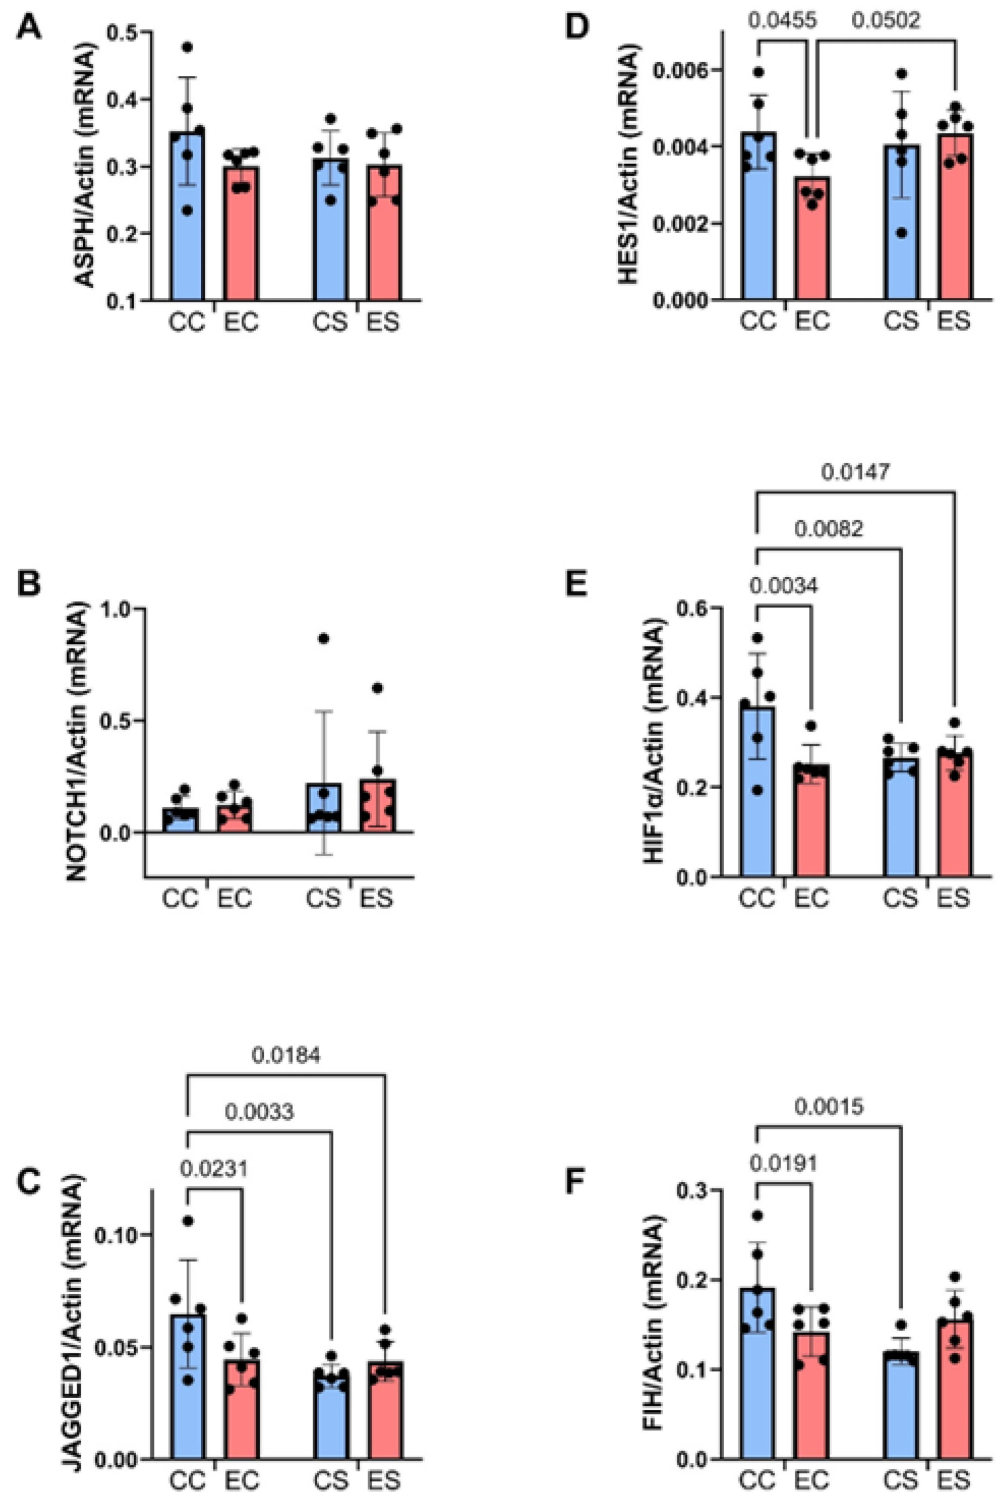 A
ASPH/Actin (mRNA)
0.5
0.4
0.3
0.2
0.1
CC EC CS ES
D
HES1/Actin (mRNA)
0.0455 0.0502
0.006
0.004
0.002
0.000
CC EC CS ES
B
NOTCH1/Actin (mRNA)
1.0
0.5
0.0
CC EC CS ES
E
HIF1α/Actin (mRNA)
0.0147
0.0082
0.0034
0.6
0.4
0.2
0.0
CC EC CS ES
C
JAGGED1/Actin (mRNA)
0.0184
0.0033
0.0231
0.10
0.05
0.00
CC EC CS ES
F
FIH/Actin (mRNA)
0.0015
0.0191
0.3
0.2
0.1
0.0
CC EC CS ES